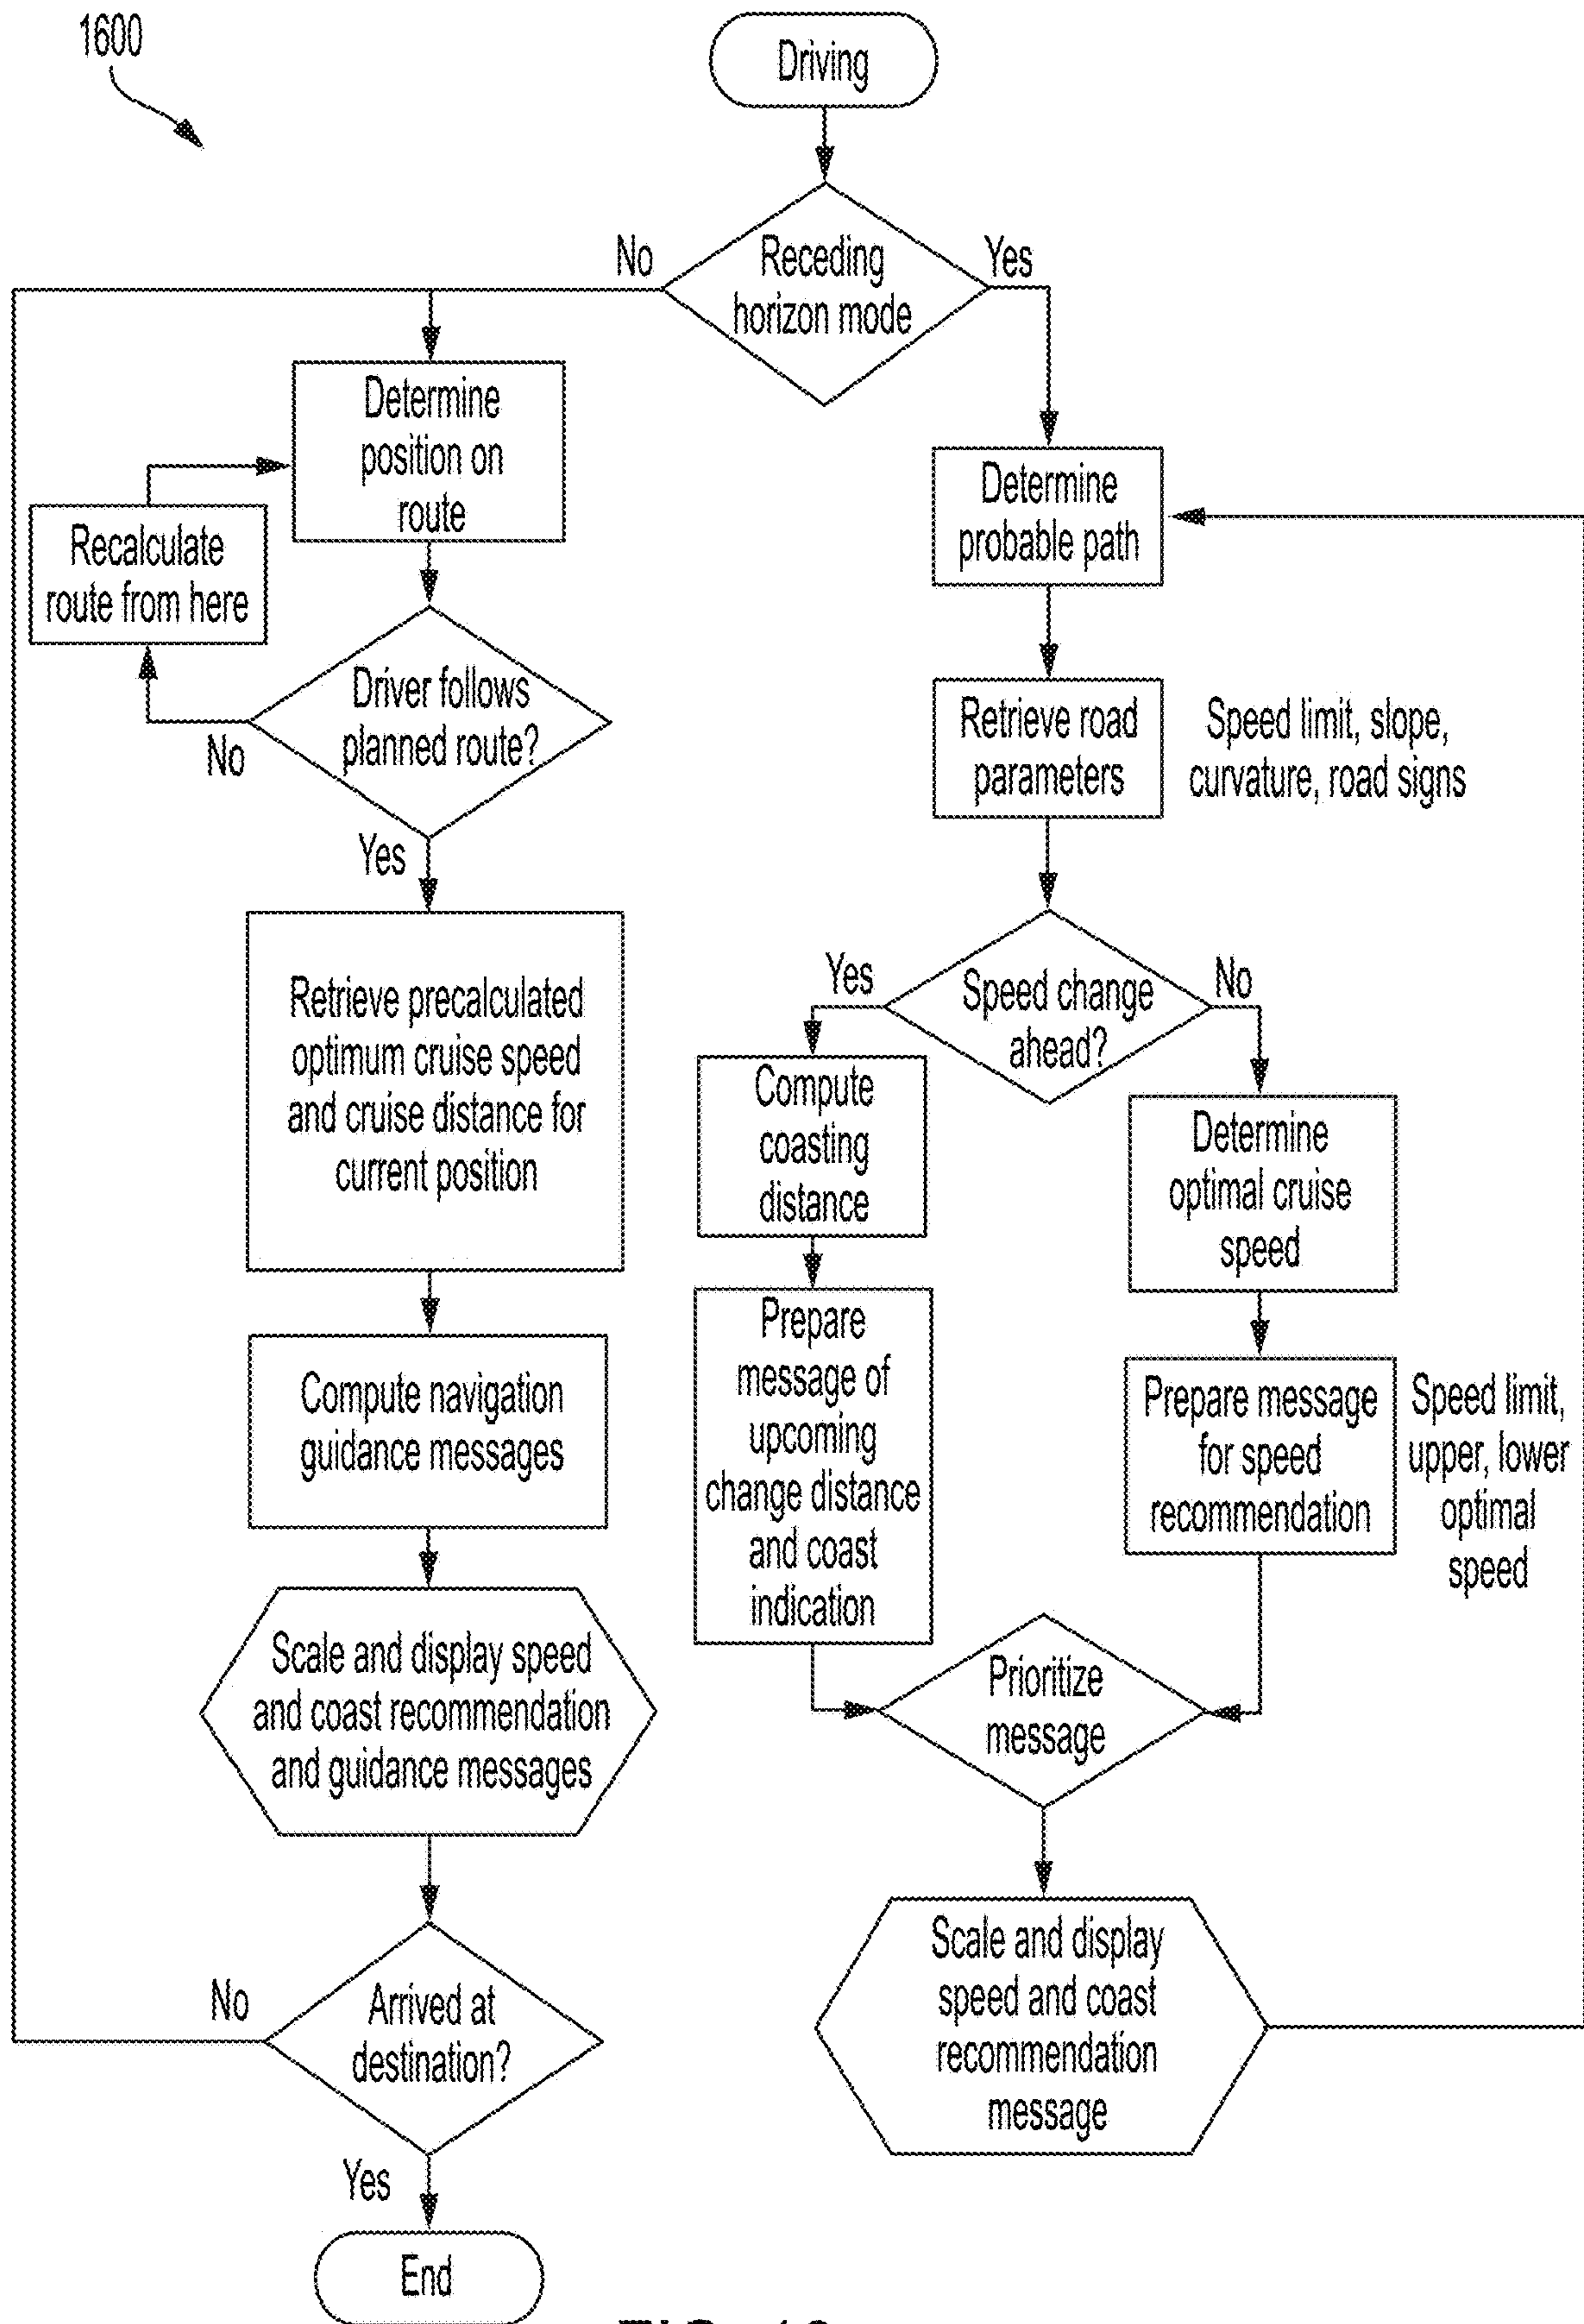 1600
Driving
No
Receding
horizon mode
Yes
Determine
position on
route
Recalculate
route from here
Driver follows
planned route?
No
Yes
Retrieve precalculated
optimum cruise speed
and cruise distance for
current position
Compute navigation
guidance messages
Scale and display speed
and coast recommendation
and guidance messages
No
Arrived at
destination?
Yes
End
Determine
probable path
Retrieve road
parameters
Speed limit, slope,
curvature, road signs
Yes
Speed change
ahead?
No
Compute
coasting
distance
Prepare
message of
upcoming
change distance
and coast
indication
Determine
optimal cruise
speed
Prepare message
for speed
recommendation
Speed limit,
upper, lower
optimal
speed
Prioritize
message
Scale and display
speed and coast
recommendation
message